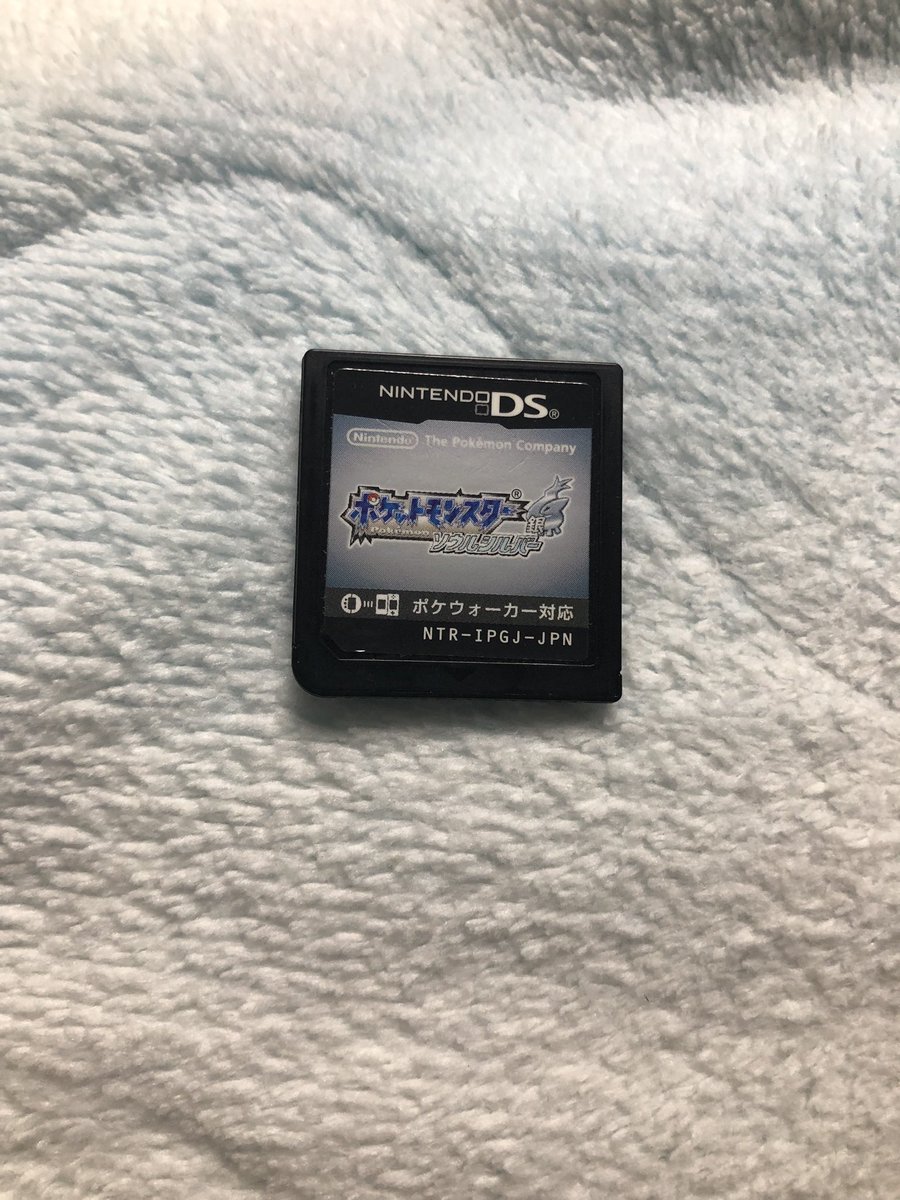 NINTENDO DS®
Nintendo The Pokémon Company
ポケットモンスター®
Pokemon
銀
ソウルシルバー
ポケウォーカー対応
NTR-IPGJ-JPN